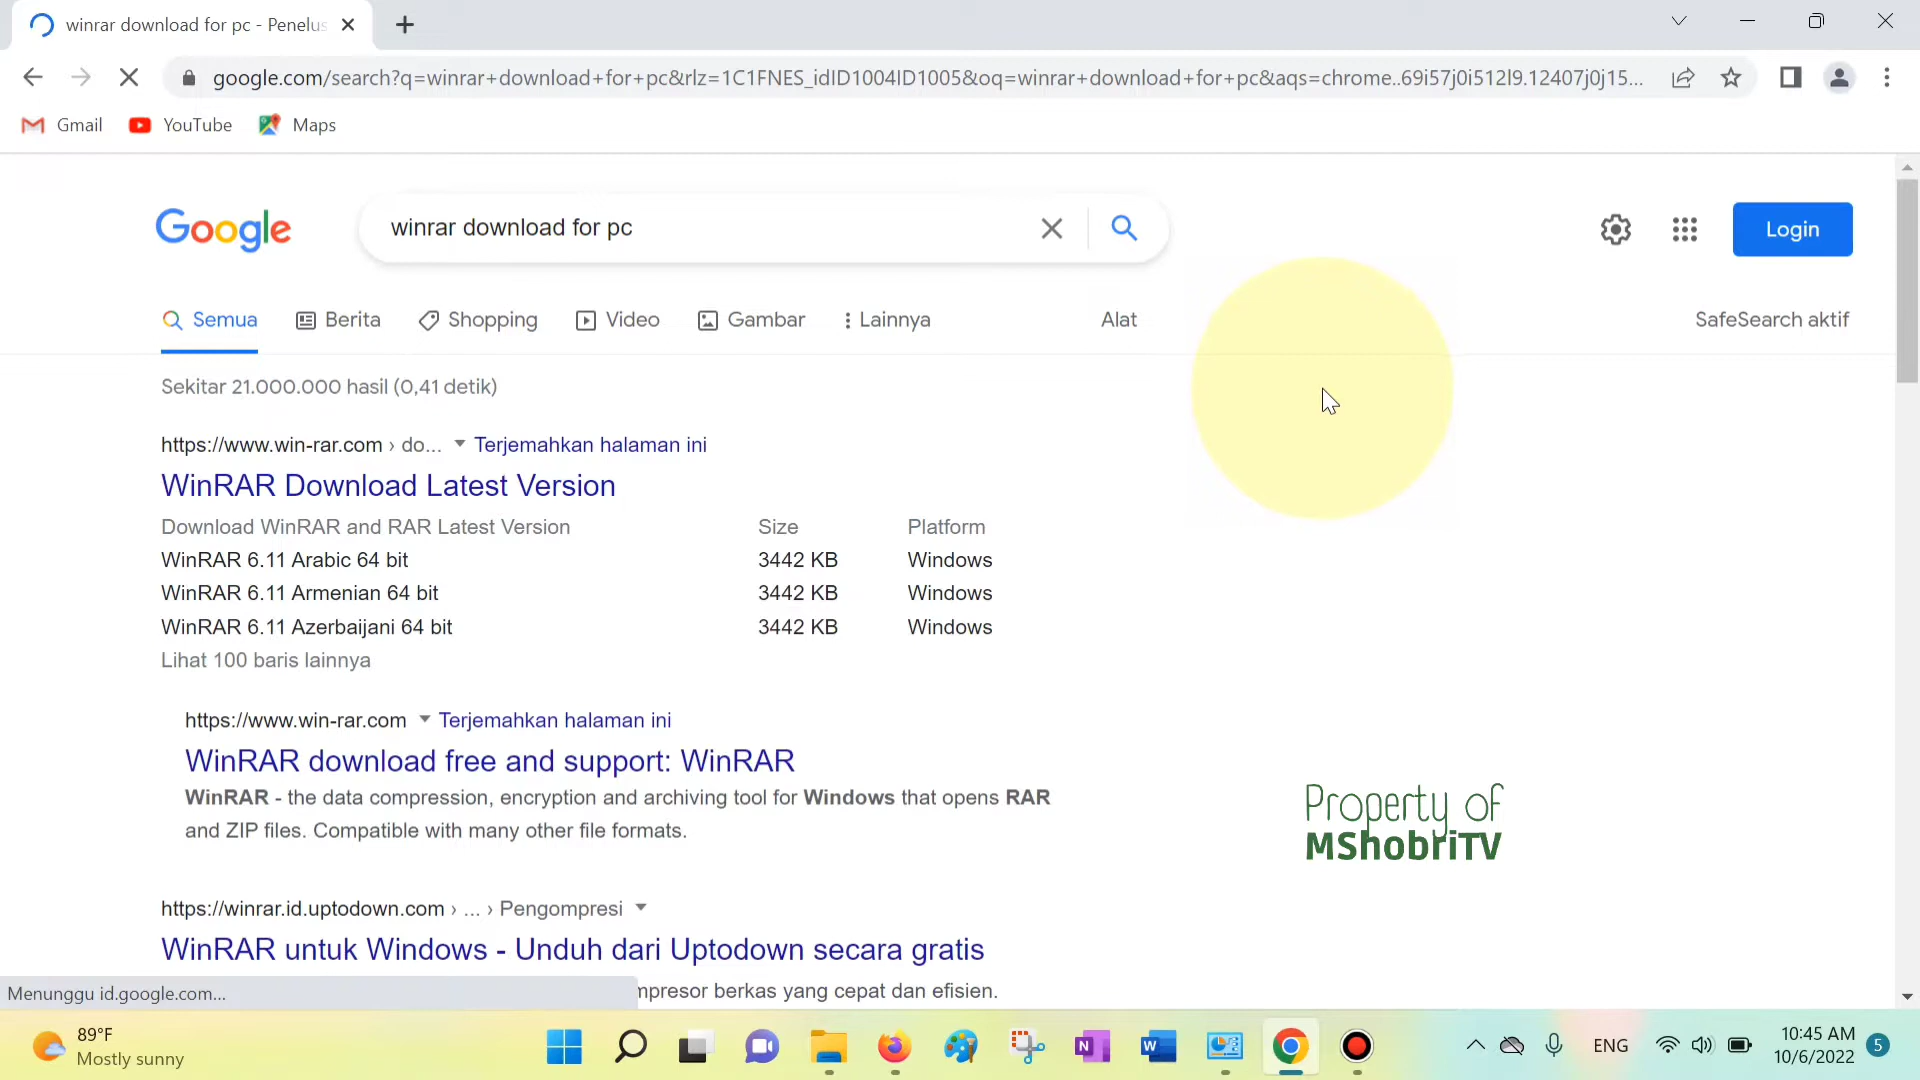 winrar download for pc - Penelus
google.com/search?q=winrar+download+for+pc&rlz=1C1FNES_idID1004ID1005&oq=winrar+download+for+pc&aqs=chrome..69i57j0i512l9.12407j0j15...
Gmail YouTube Maps
Google winrar download for pc Login
Semua Berita Shopping Video Gambar Lainnya Alat SafeSearch aktif
Sekitar 21.000.000 hasil (0,41 detik)
https://www.win-rar.com › do... Terjemahkan halaman ini
WinRAR Download Latest Version
Download WinRAR and RAR Latest Version Size Platform
WinRAR 6.11 Arabic 64 bit 3442 KB Windows
WinRAR 6.11 Armenian 64 bit 3442 KB Windows
WinRAR 6.11 Azerbaijani 64 bit 3442 KB Windows
Lihat 100 baris lainnya
https://www.win-rar.com Terjemahkan halaman ini
WinRAR download free and support: WinRAR
WinRAR - the data compression, encryption and archiving tool for Windows that opens RAR
and ZIP files. Compatible with many other file formats.
Property of
MShobriTV
https://winrar.id.uptodown.com › ... › Pengompresi
WinRAR untuk Windows - Unduh dari Uptodown secara gratis
Menunggu id.google.com... mpresor berkas yang cepat dan efisien.
89°F
Mostly sunny
N W ENG
10:45 AM
10/6/2022 5